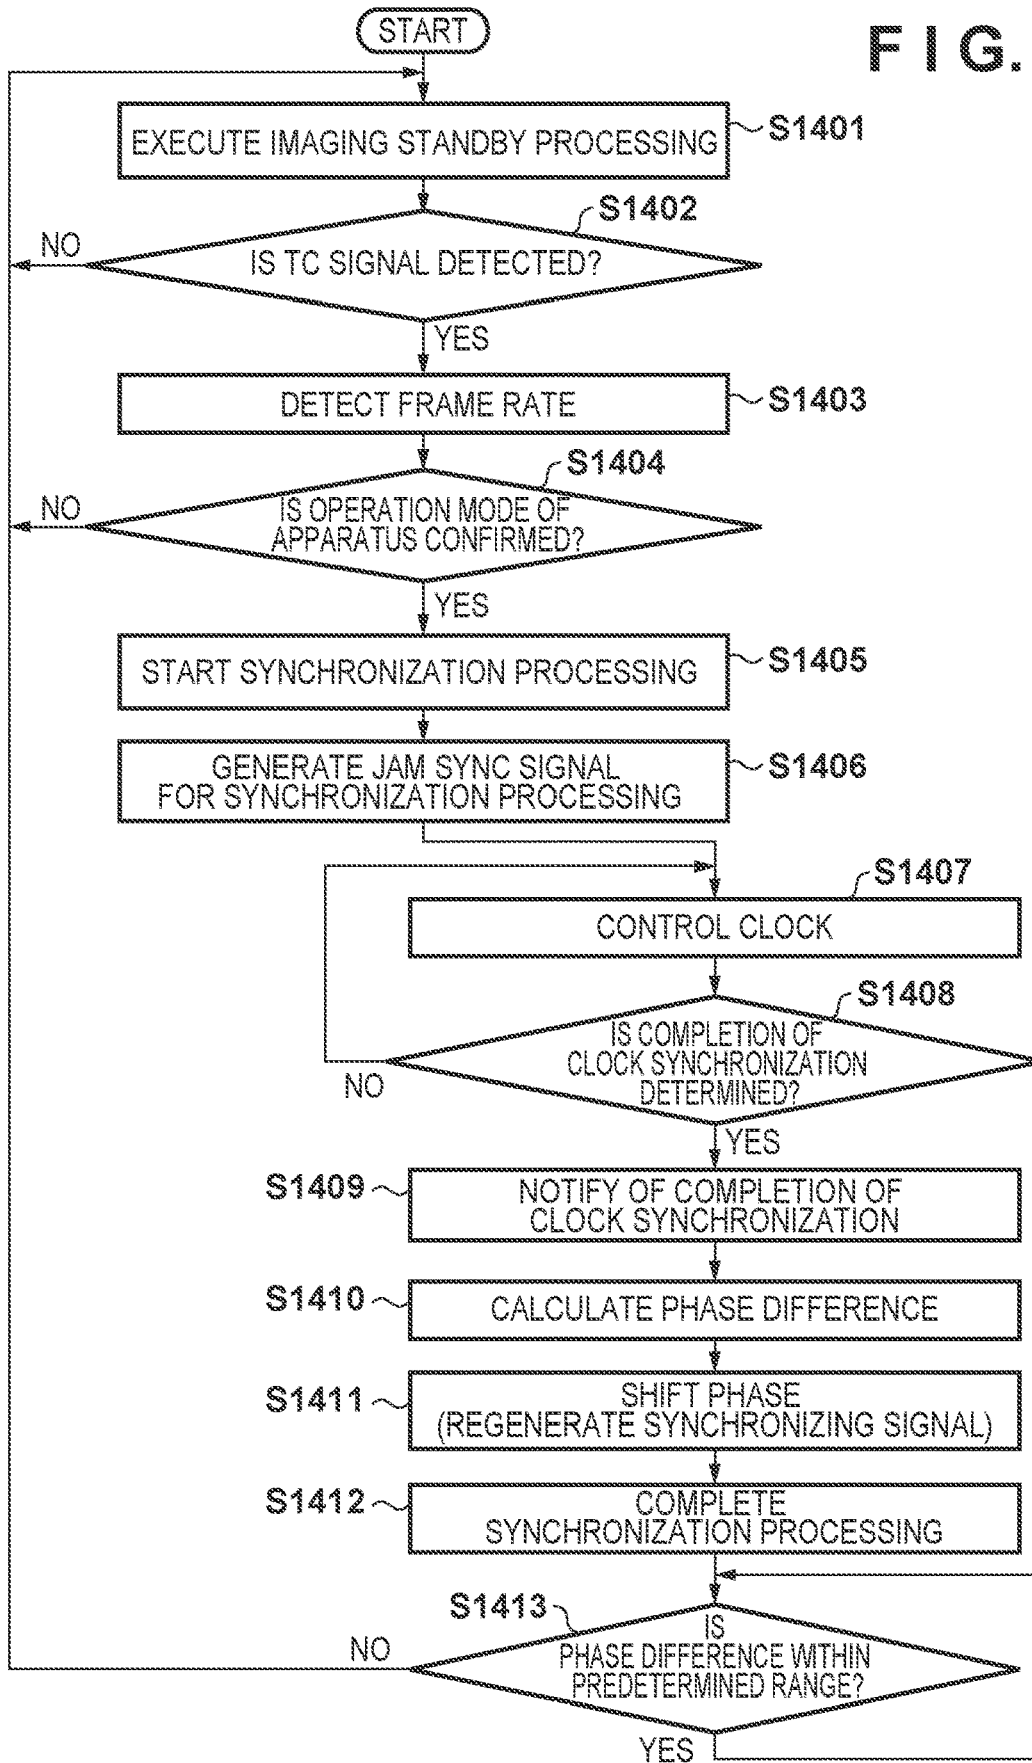 START
FIG.
EXECUTE IMAGING STANDBY PROCESSING
S1401
S1402
NO
IS TC SIGNAL DETECTED?
YES
DETECT FRAME RATE
S1403
S1404
NO
IS OPERATION MODE OF
APPARATUS CONFIRMED?
YES
START SYNCHRONIZATION PROCESSING
S1405
GENERATE JAM SYNC SIGNAL
FOR SYNCHRONIZATION PROCESSING
S1406
S1407
CONTROL CLOCK
S1408
IS COMPLETION OF
CLOCK SYNCHRONIZATION
DETERMINED?
NO
YES
S1409
NOTIFY OF COMPLETION OF
CLOCK SYNCHRONIZATION
S1410
CALCULATE PHASE DIFFERENCE
S1411
SHIFT PHASE
(REGENERATE SYNCHRONIZING SIGNAL)
S1412
COMPLETE
SYNCHRONIZATION PROCESSING
S1413
NO
IS
PHASE DIFFERENCE WITHIN
PREDETERMINED RANGE?
YES